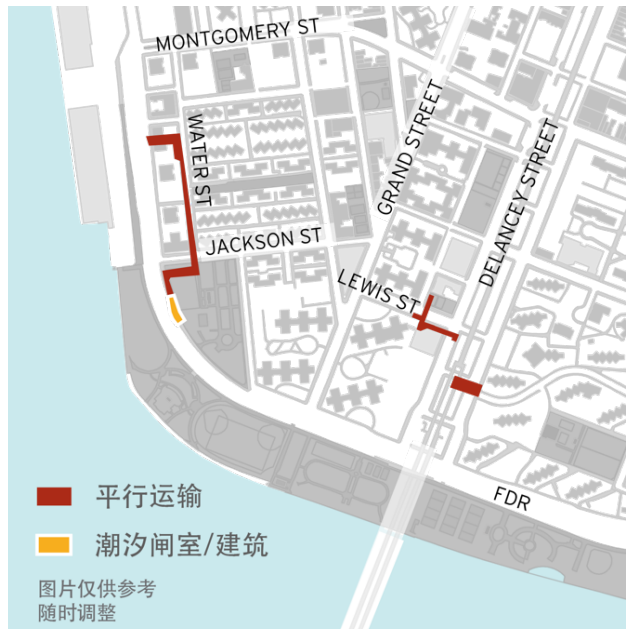 MONTGOMERY ST
WATER ST
GRAND STREET
DELANCEY STREET
JACKSON ST
LEWIS ST
FDR
平行运输
潮汐闸室/建筑
图片仅供参考
随时调整